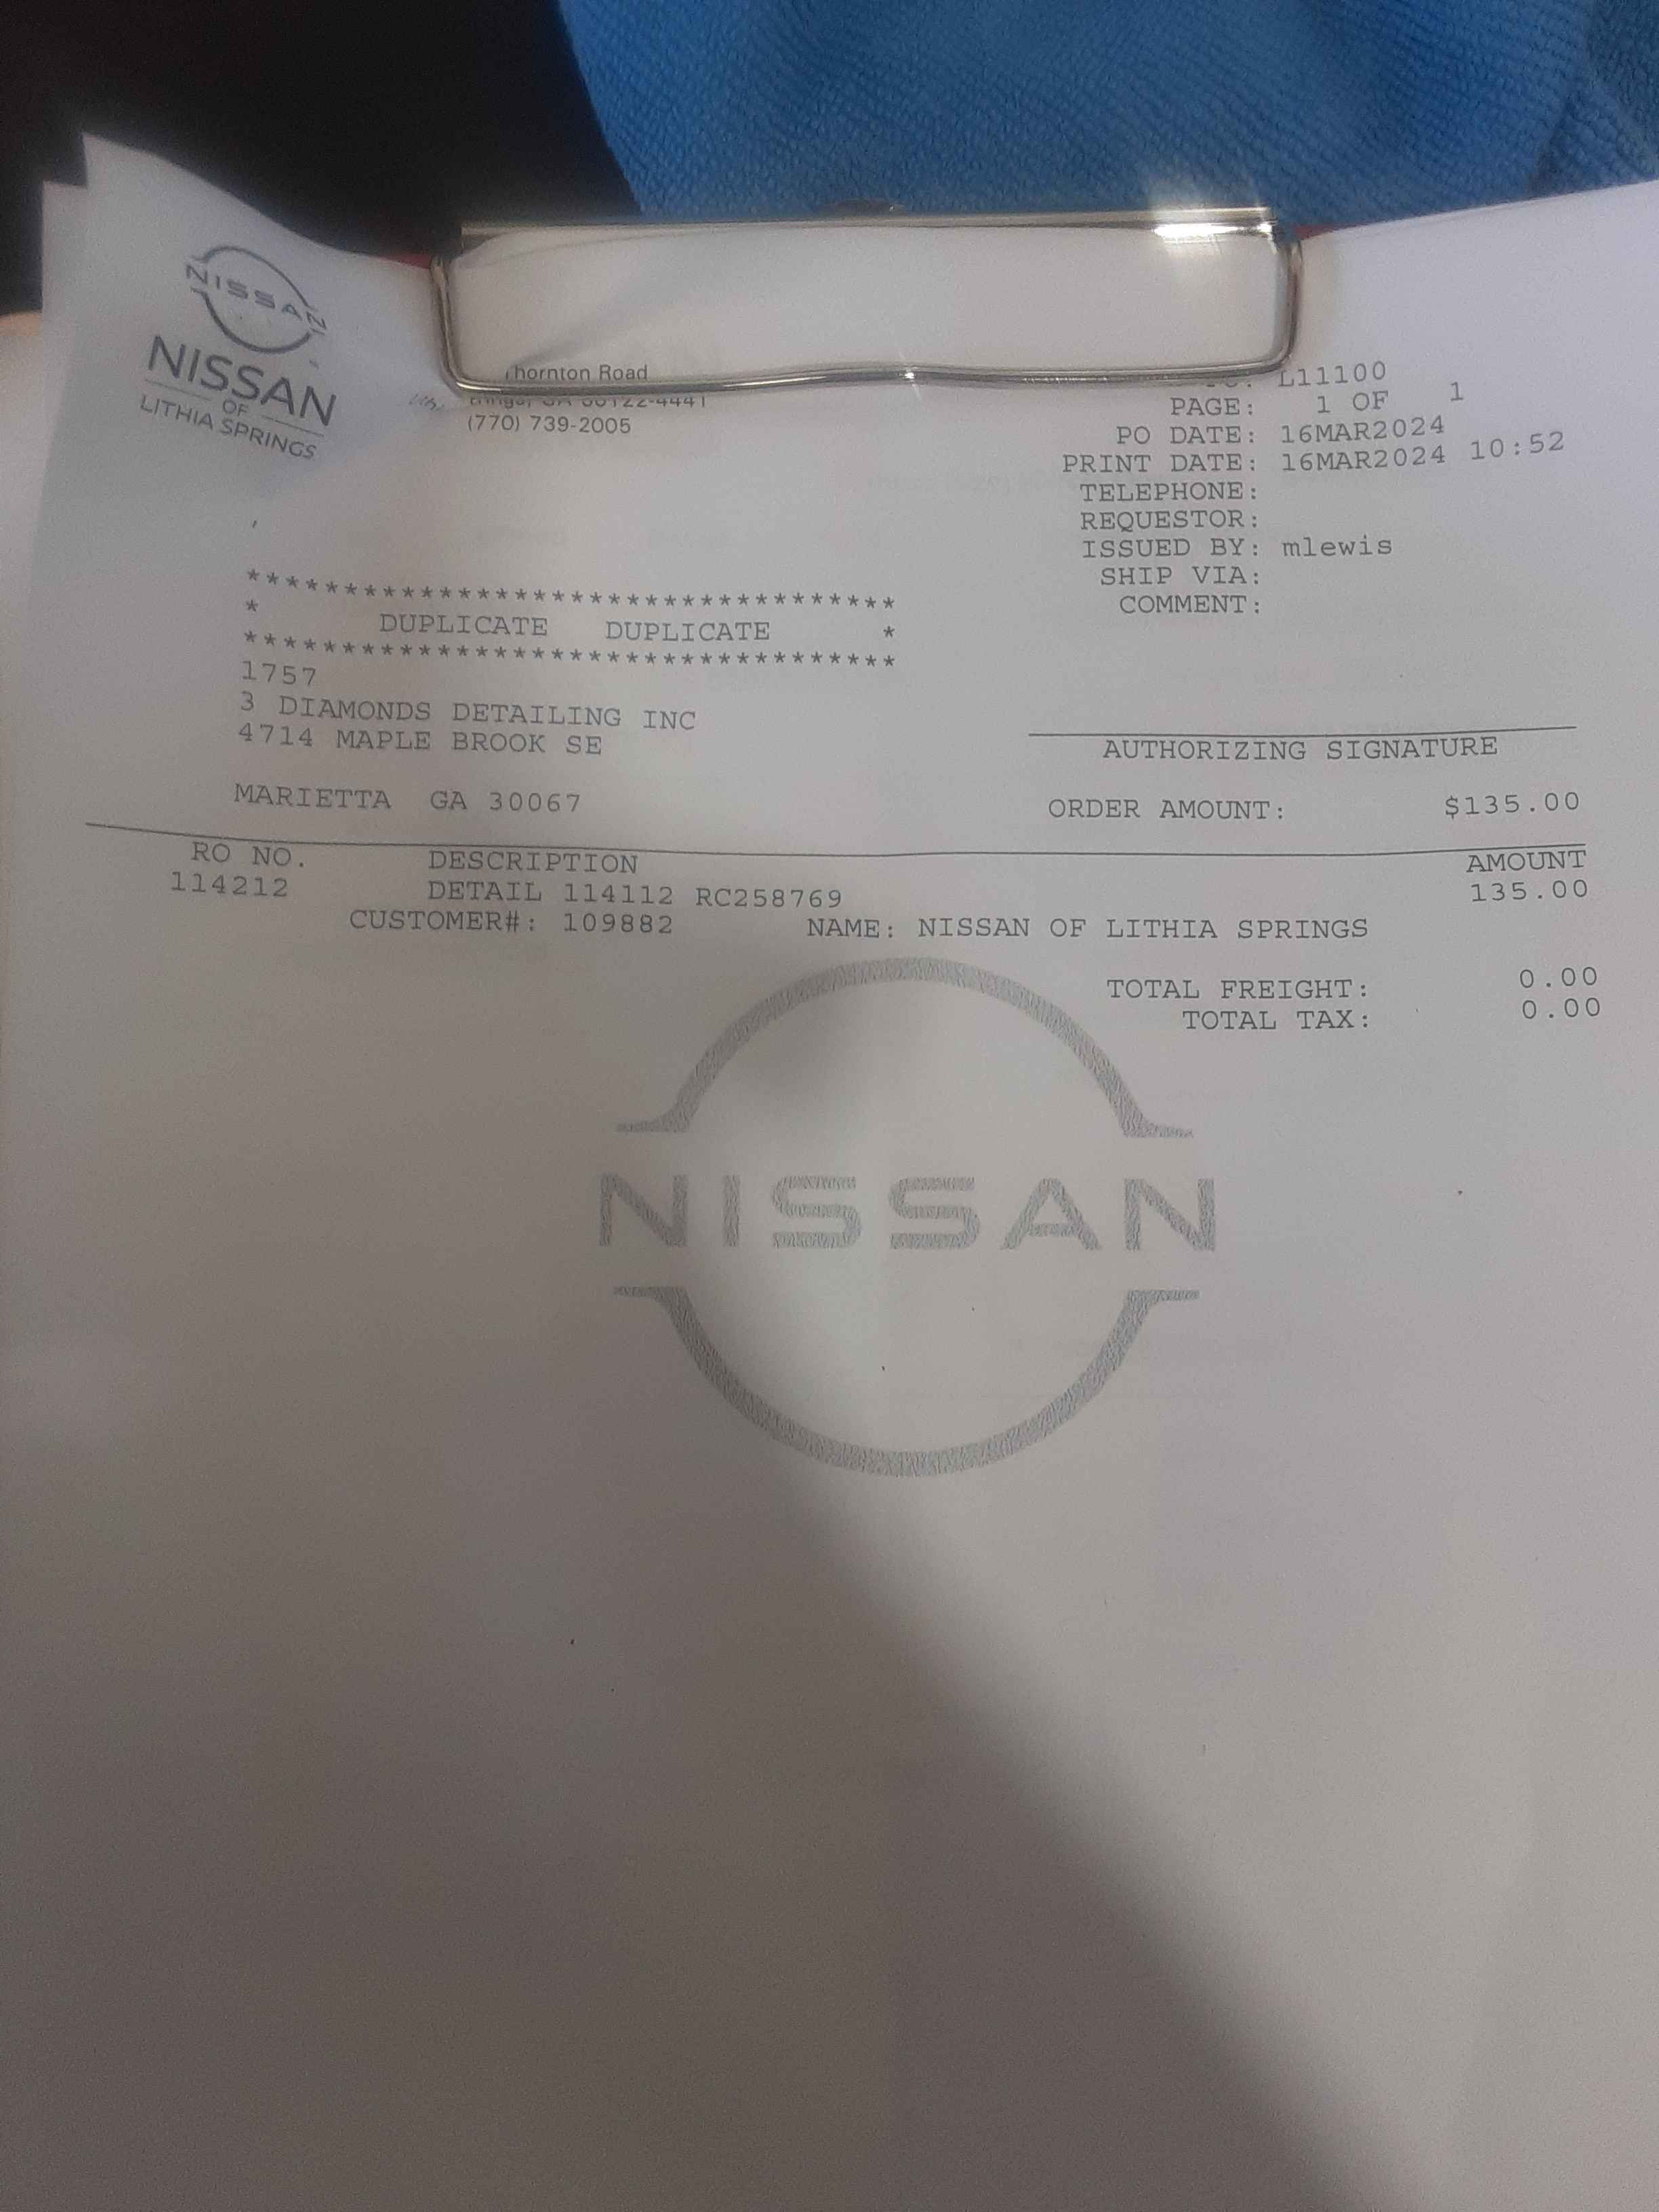 NISSAN
NISSAN
OF
LITHIA SPRINGS
Thornton Road
(770) 739-2005
L11100
PAGE: 1 OF 1
PO DATE: 16MAR2024
PRINT DATE: 16MAR2024 10:52
TELEPHONE:
REQUESTOR:
ISSUED BY: mlewis
SHIP VIA:
COMMENT:
*********************************
* DUPLICATE DUPLICATE *
*********************************
1757
3 DIAMONDS DETAILING INC
4714 MAPLE BROOK SE
MARIETTA GA 30067
AUTHORIZING SIGNATURE
ORDER AMOUNT: $135.00
RO NO. DESCRIPTION AMOUNT
114212 DETAIL 114112 RC258769 135.00
CUSTOMER#: 109882 NAME: NISSAN OF LITHIA SPRINGS
TOTAL FREIGHT: 0.00
TOTAL TAX: 0.00
NISSAN